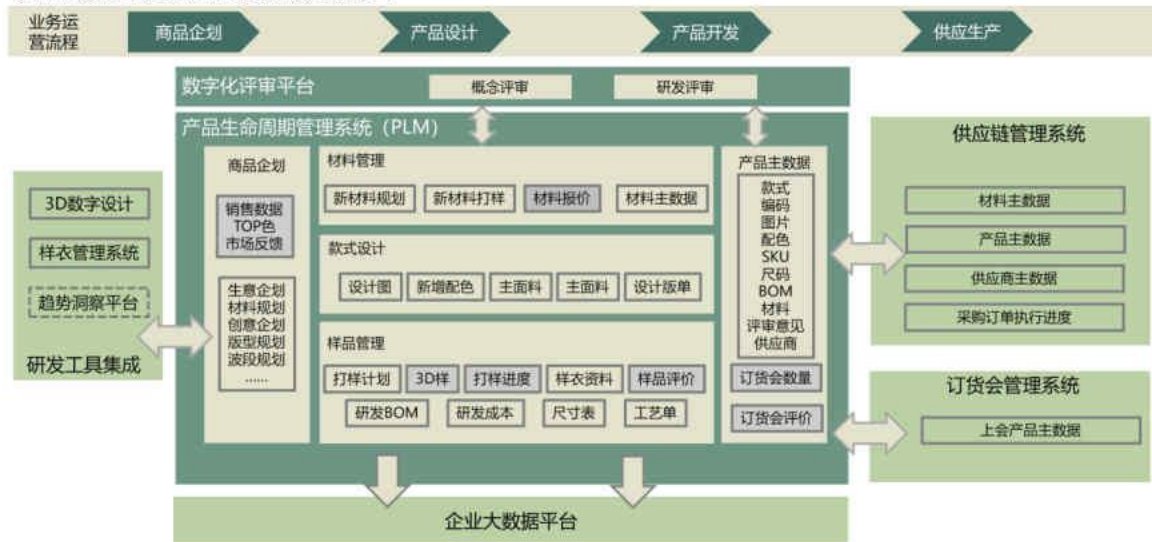 业务运
营流程
商品企划
产品设计
产品开发
供应生产
数字化评审平台
概念评审
研发评审
产品生命周期管理系统（PLM）
商品企划
销售数据
TOP色
市场反馈
生意企划
材料规划
创意企划
版型规划
波段规划
……
材料管理
新材料规划
新材料打样
材料报价
材料主数据
款式设计
设计图
新增配色
主面料
主面料
设计版单
样品管理
打样计划
3D样
打样进度
样衣资料
样品评价
研发BOM
研发成本
尺寸表
工艺单
产品主数据
款式
编码
图片
配色
SKU
尺码
BOM
材料
评审意见
供应商
订货会数量
订货会评价
3D数字设计
样衣管理系统
趋势洞察平台
研发工具集成
供应链管理系统
材料主数据
产品主数据
供应商主数据
采购订单执行进度
订货会管理系统
上会产品主数据
企业大数据平台